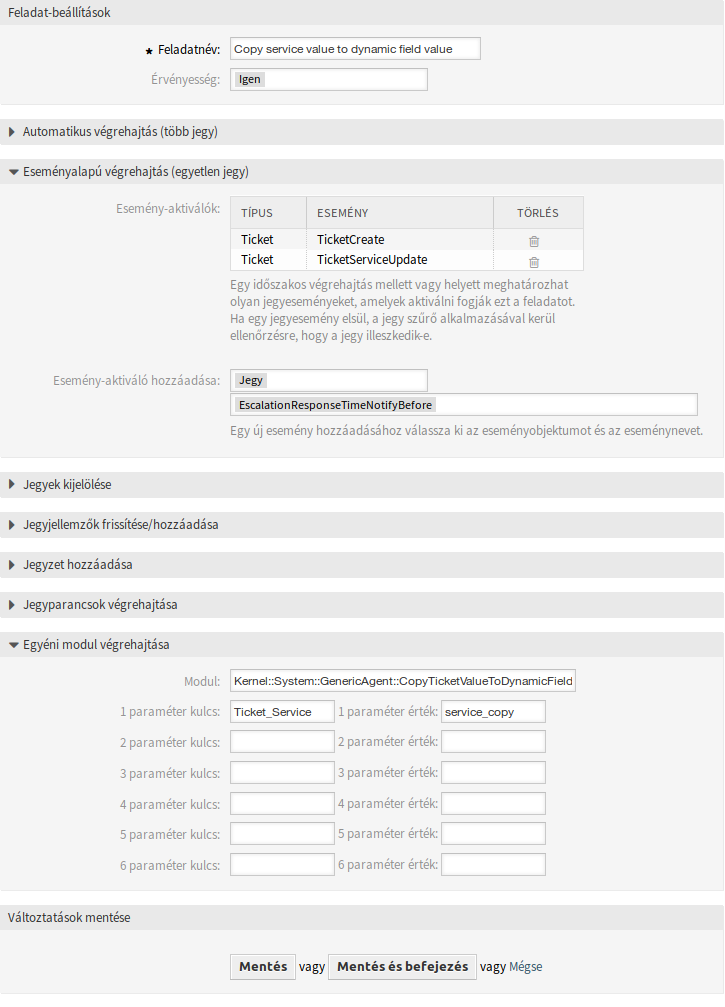 Feladat-beállítások
★ Feladatnév: Copy service value to dynamic field value
Érvényesség: Igen
Automatikus végrehajtás (több jegy)
Eseményalapú végrehajtás (egyetlen jegy)
Esemény-aktiválók: TÍPUS ESEMÉNY TÖRLÉS
Ticket TicketCreate
Ticket TicketServiceUpdate
Egy időszakos végrehajtás mellett vagy helyett meghatározhat
olyan jegyeseményeket, amelyek aktiválni fogják ezt a feladatot.
Ha egy jegyesemény elsül, a jegy szűrő alkalmazásával kerül
ellenőrzésre, hogy a jegy illeszkedik-e.
Esemény-aktiváló hozzáadása: Jegy
EscalationResponseTimeNotifyBefore
Egy új esemény hozzáadásához válassza ki az eseményobjektumot és az eseménynevet.
Jegyek kijelölése
Jegyjellemzők frissítése/hozzáadása
Jegyzet hozzáadása
Jegyparancsok végrehajtása
Egyéni modul végrehajtása
Modul: Kernel::System::GenericAgent::CopyTicketValueToDynamicField
1 paraméter kulcs: Ticket_Service 1 paraméter érték: service_copy
2 paraméter kulcs: 2 paraméter érték:
3 paraméter kulcs: 3 paraméter érték:
4 paraméter kulcs: 4 paraméter érték:
5 paraméter kulcs: 5 paraméter érték:
6 paraméter kulcs: 6 paraméter érték:
Változtatások mentése
Mentés vagy Mentés és befejezés vagy Mégse